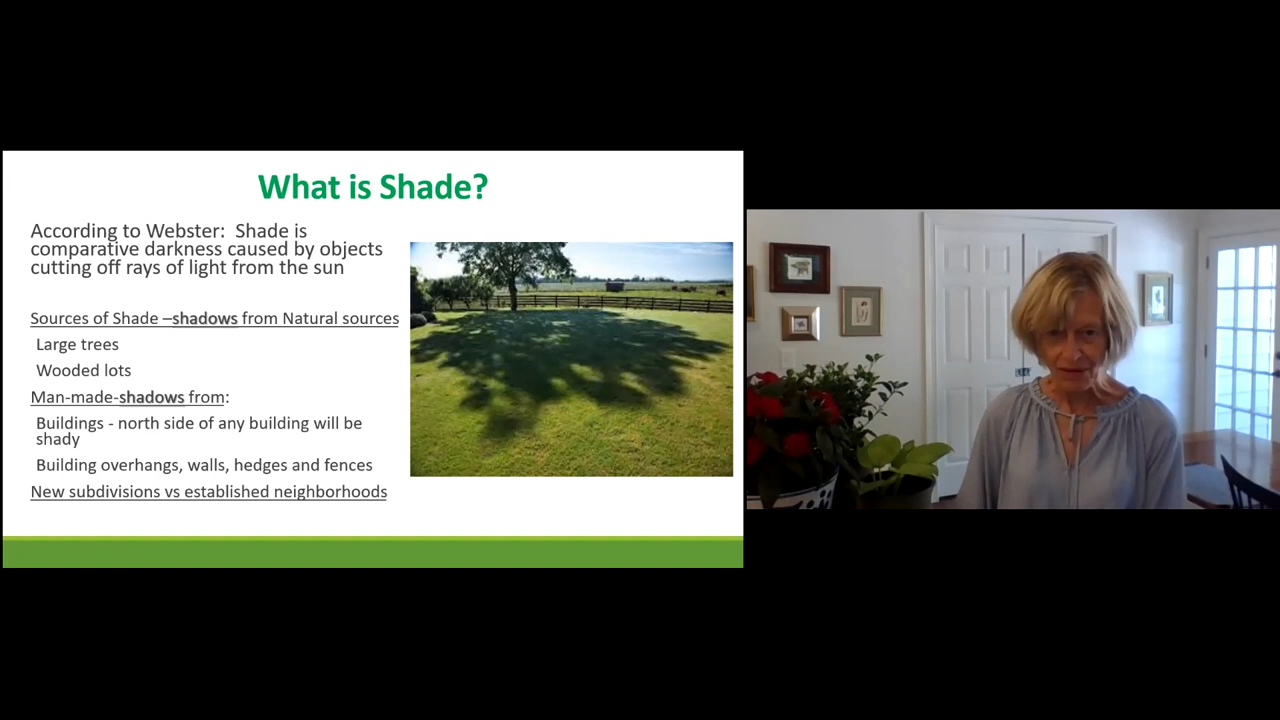 What is Shade?
According to Webster:  Shade is
comparative darkness caused by objects
cutting off rays of light from the sun
Sources of Shade –shadows from Natural sources
Large trees
Wooded lots
Man-made-shadows from:
Buildings - north side of any building will be
shady
Building overhangs, walls, hedges and fences
New subdivisions vs established neighborhoods